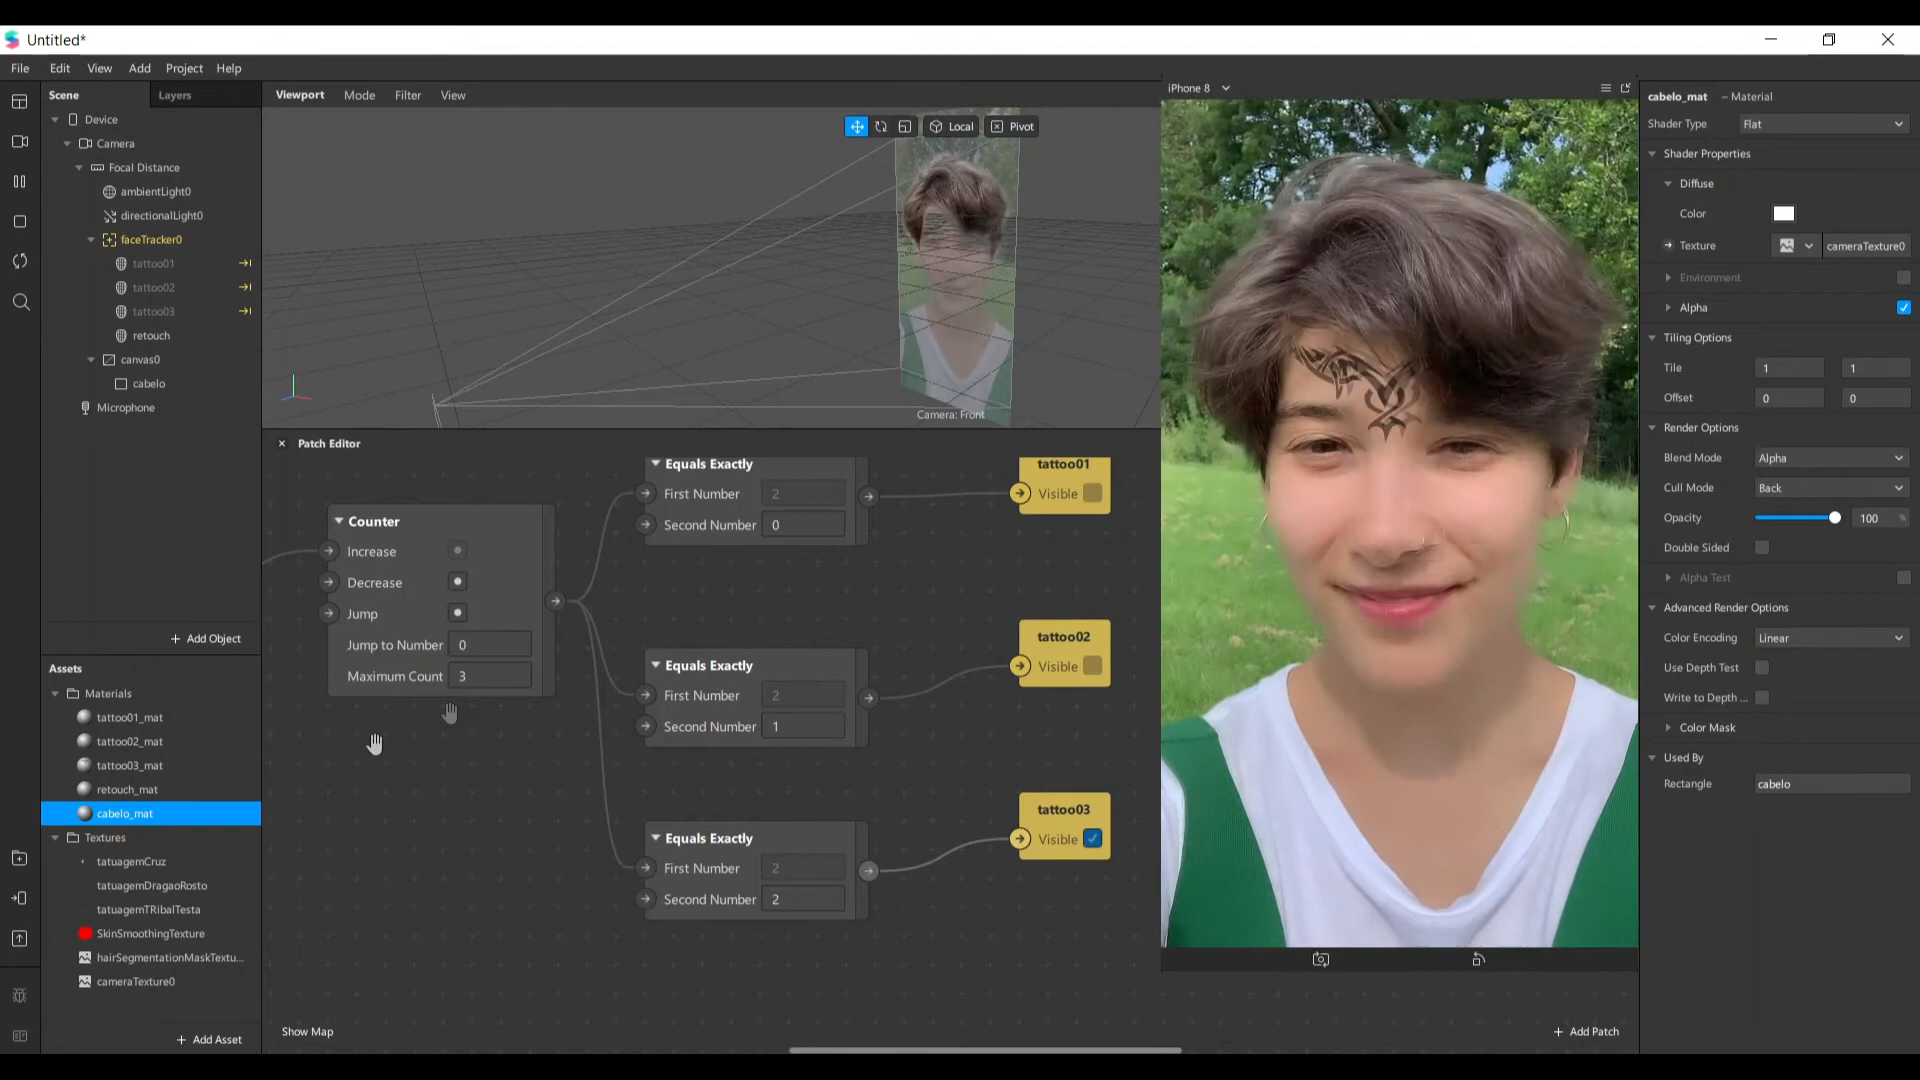 Untitled*
File Edit View Add Project Help
Scene Layers
Device
Camera
Focal Distance
ambientLight0
directionalLight0
faceTracker0
tattoo01
tattoo02
tattoo03
retouch
canvas0
cabelo
Microphone
+ Add Object
Assets
Materials
tattoo01_mat
tattoo02_mat
tattoo03_mat
retouch_mat
cabelo_mat
Textures
tatuagemCruz
tatuagemDragaoRosto
tatuagemTRibalTesta
SkinSmoothingTexture
hairSegmentationMaskTextu...
cameraTexture0
+ Add Asset
Viewport Mode Filter View
Local Pivot
Camera: Front
× Patch Editor
Counter
Increase
Decrease
Jump
Jump to Number 0
Maximum Count 3
Equals Exactly
First Number 2
Second Number 0
Equals Exactly
First Number 2
Second Number 1
Equals Exactly
First Number 2
Second Number 2
tattoo01
Visible
tattoo02
Visible
tattoo03
Visible
Show Map
+ Add Patch
iPhone 8
cabelo_mat – Material
Shader Type Flat
Shader Properties
Diffuse
Color
Texture cameraTexture0
Environment
Alpha
Tiling Options
Tile 1 1
Offset 0 0
Render Options
Blend Mode Alpha
Cull Mode Back
Opacity 100 %
Double Sided
Alpha Test
Advanced Render Options
Color Encoding Linear
Use Depth Test
Write to Depth ...
Color Mask
Used By
Rectangle cabelo